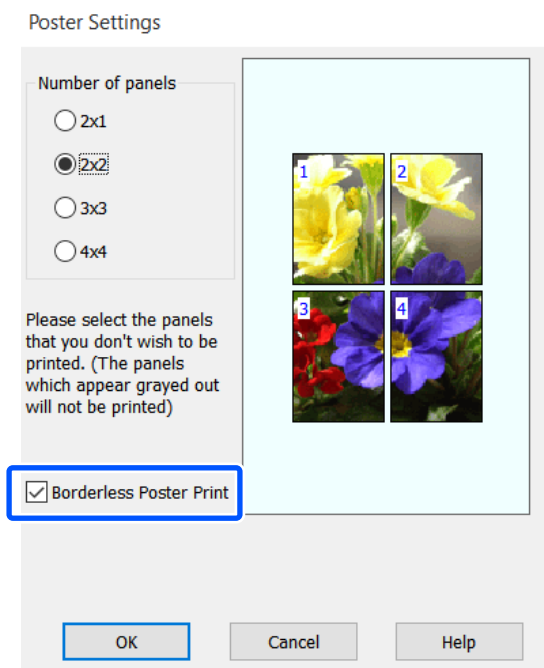 Poster Settings
Number of panels
2x1
2x2
3x3
4x4
Please select the panels
that you don't wish to be
printed. (The panels
which appear grayed out
will not be printed)
Borderless Poster Print
1
2
3
4
OK
Cancel
Help